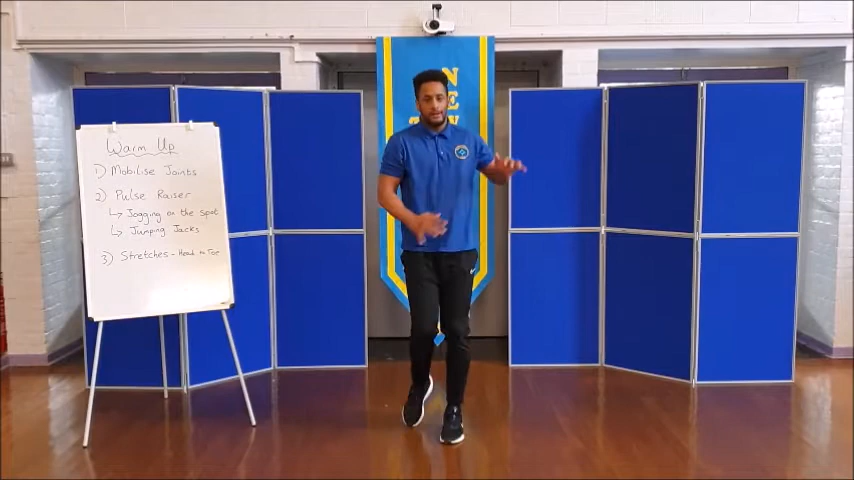 Warm Up
1) Mobilise Joints
2) Pulse Raiser
↳ Jogging on the Spot
↳ Jumping Jacks
3) Stretches - Head to Toe